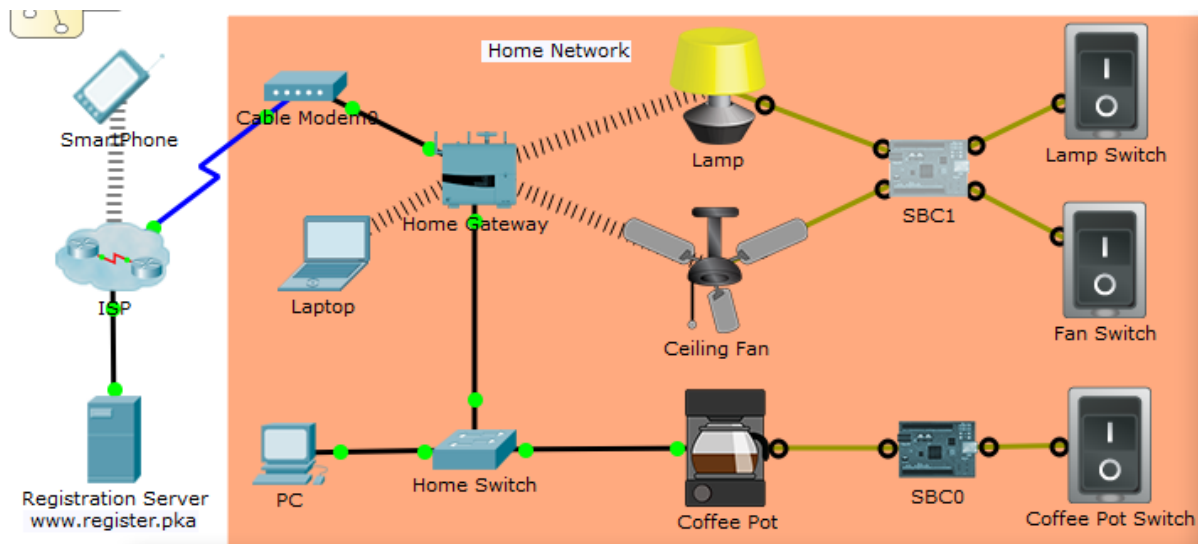 Home Network
SmartPhone
Cable Modem0
Home Gateway
Lamp
SBC1
Lamp Switch
ISP
Laptop
Ceiling Fan
Fan Switch
Registration Server
www.register.pka
PC
Home Switch
Coffee Pot
SBC0
Coffee Pot Switch